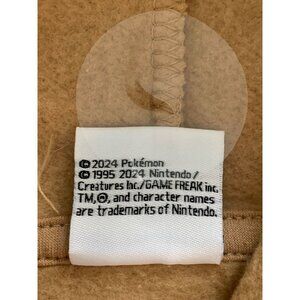 ©2024 Pokémon
©1995 2024 Nintendo/
Creatures Inc./GAME FREAK inc.
TM,®, and character names
are trademarks of Nintendo.